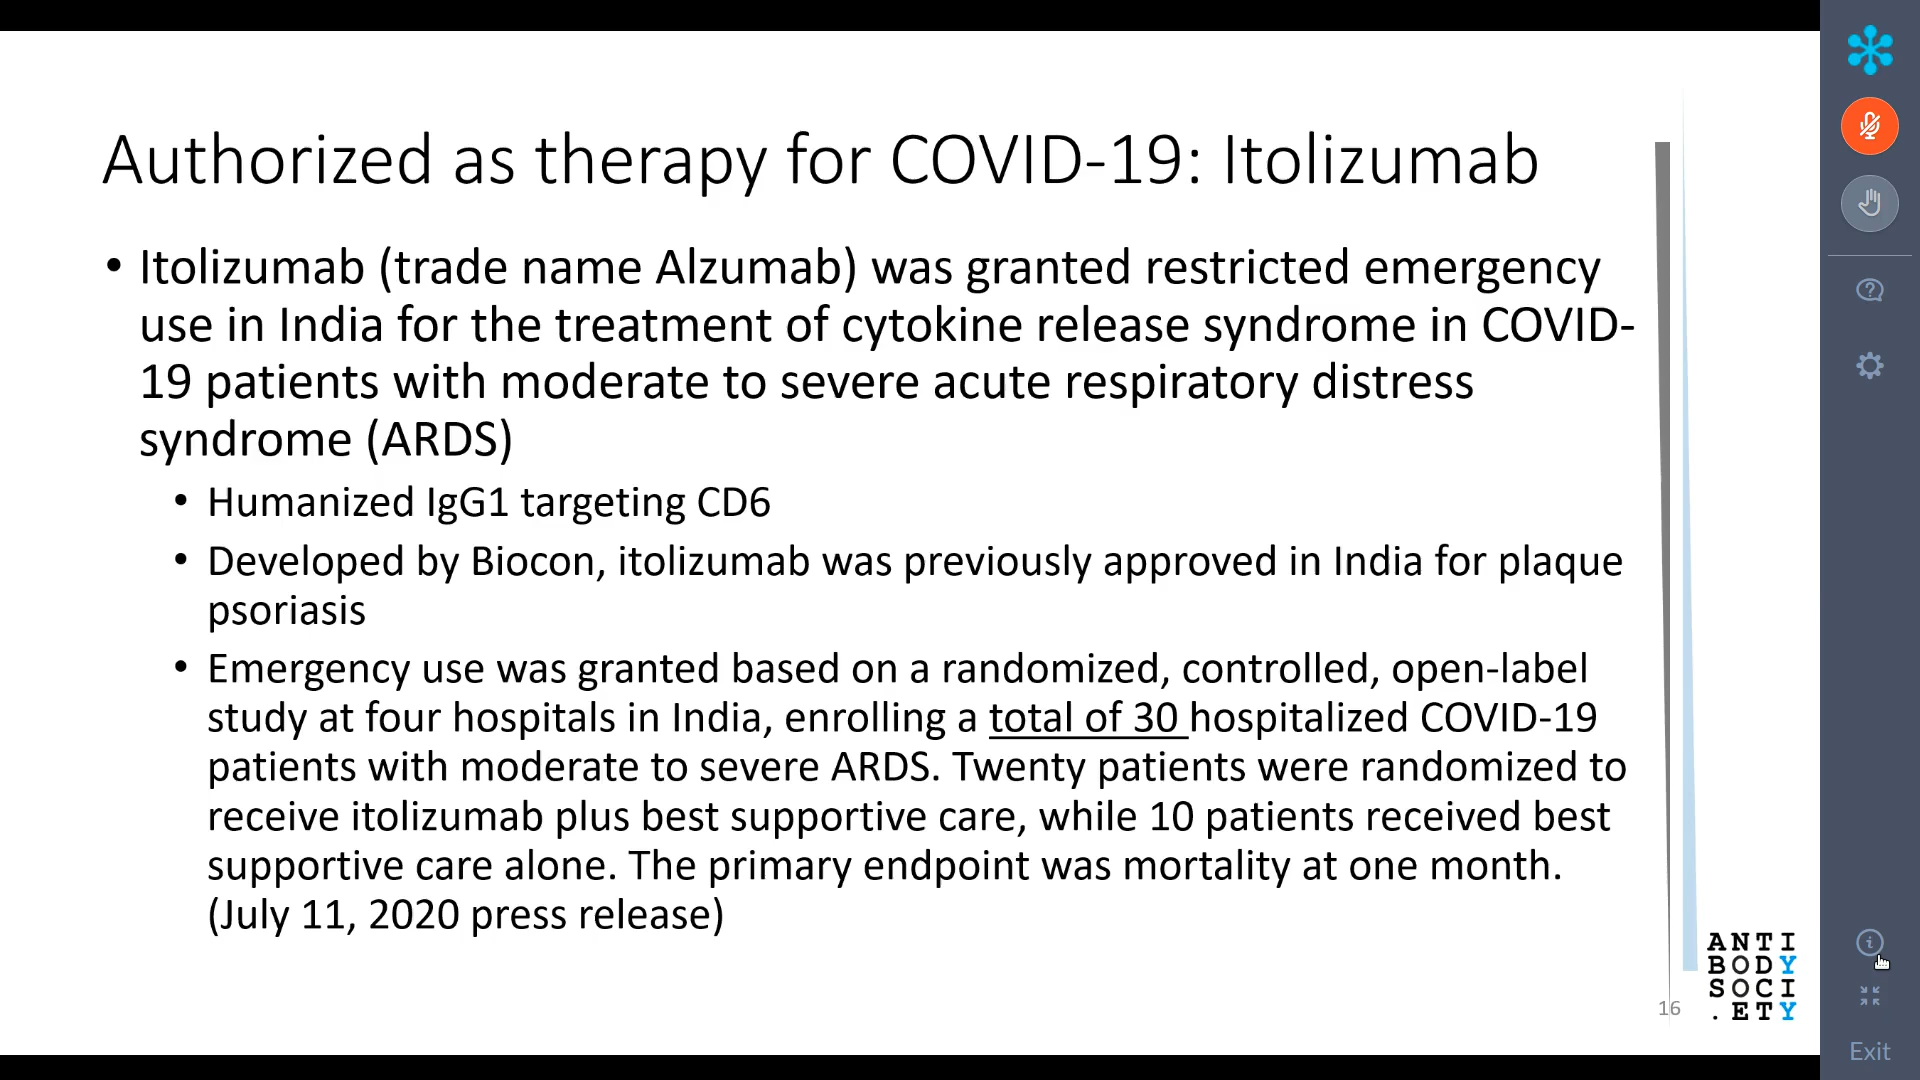 Authorized as therapy for COVID-19: Itolizumab
• Itolizumab (trade name Alzumab) was granted restricted emergency
use in India for the treatment of cytokine release syndrome in COVID-
19 patients with moderate to severe acute respiratory distress
syndrome (ARDS)
• Humanized IgG1 targeting CD6
• Developed by Biocon, itolizumab was previously approved in India for plaque
psoriasis
• Emergency use was granted based on a randomized, controlled, open-label
study at four hospitals in India, enrolling a total of 30 hospitalized COVID-19
patients with moderate to severe ARDS. Twenty patients were randomized to
receive itolizumab plus best supportive care, while 10 patients received best
supportive care alone. The primary endpoint was mortality at one month.
(July 11, 2020 press release)
16
ANTI
BODY
SOCI
.ETY
Exit